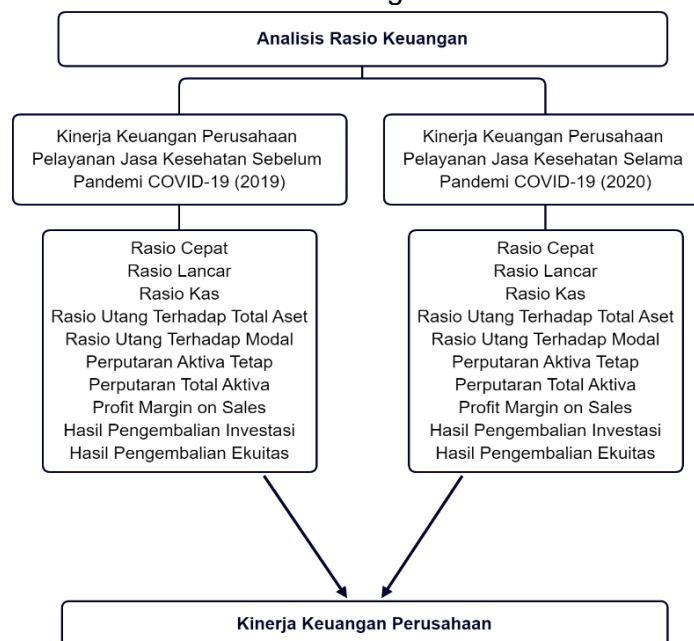 Analisis Rasio Keuangan
Kinerja Keuangan Perusahaan
Pelayanan Jasa Kesehatan Sebelum
Pandemi COVID-19 (2019)
Kinerja Keuangan Perusahaan
Pelayanan Jasa Kesehatan Selama
Pandemi COVID-19 (2020)
Rasio Cepat
Rasio Lancar
Rasio Kas
Rasio Utang Terhadap Total Aset
Rasio Utang Terhadap Modal
Perputaran Aktiva Tetap
Perputaran Total Aktiva
Profit Margin on Sales
Hasil Pengembalian Investasi
Hasil Pengembalian Ekuitas
Rasio Cepat
Rasio Lancar
Rasio Kas
Rasio Utang Terhadap Total Aset
Rasio Utang Terhadap Modal
Perputaran Aktiva Tetap
Perputaran Total Aktiva
Profit Margin on Sales
Hasil Pengembalian Investasi
Hasil Pengembalian Ekuitas
Kinerja Keuangan Perusahaan